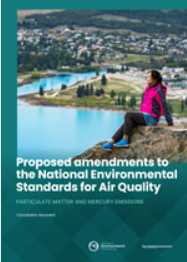 Proposed amendments to
the National Environmental
Standards for Air Quality
PARTICULATE MATTER AND MERCURY EMISSIONS
Consultation document